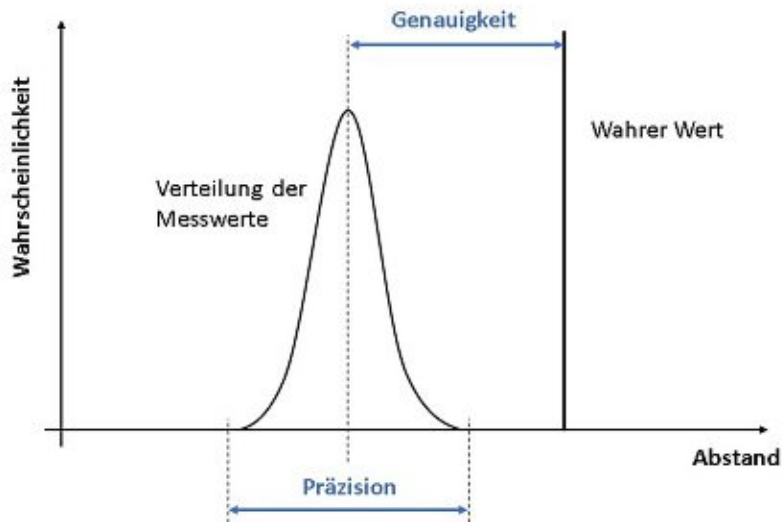 Genauigkeit
Wahrscheinlichkeit
Wahrer Wert
Verteilung der
Messwerte
Abstand
Präzision